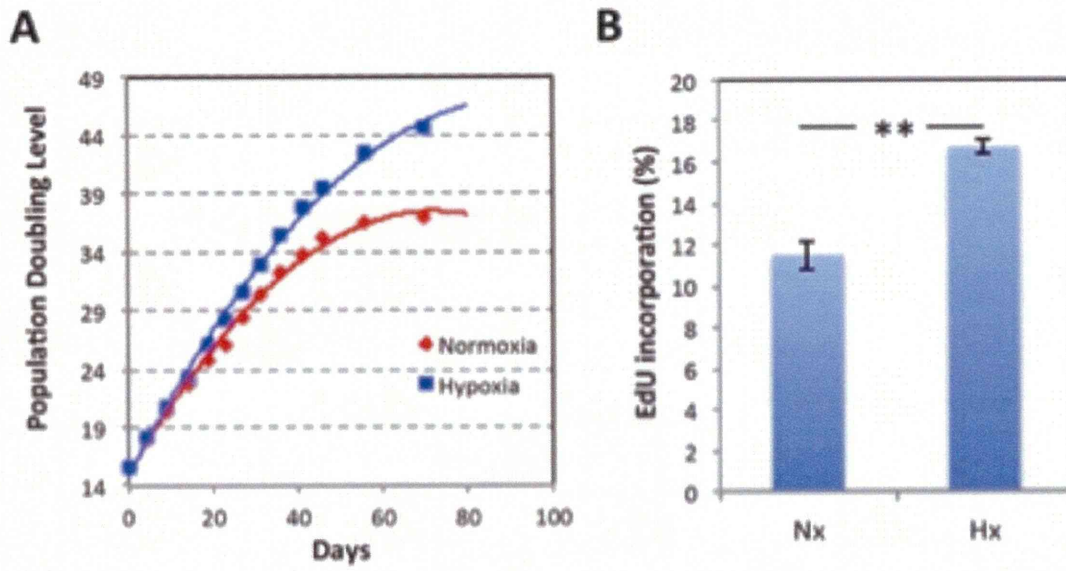 A
Population Doubling Level
49
44
39
34
29
24
19
14
0 20 40 60 80 100
Days
Normoxia
Hypoxia
B
EdU incorporation (%)
20
18
16
14
12
10
8
6
4
2
0
**
Nx Hx